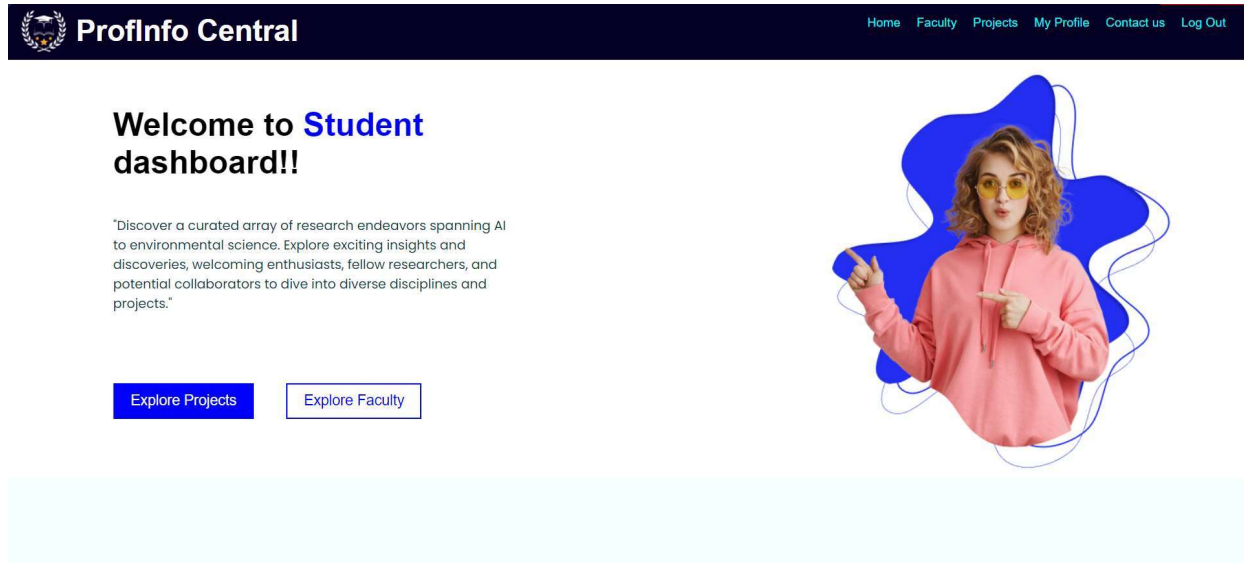 ProfInfo Central
Home Faculty Projects My Profile Contact us Log Out
Welcome to Student
dashboard!!
"Discover a curated array of research endeavors spanning AI
to environmental science. Explore exciting insights and
discoveries, welcoming enthusiasts, fellow researchers, and
potential collaborators to dive into diverse disciplines and
projects."
Explore Projects
Explore Faculty